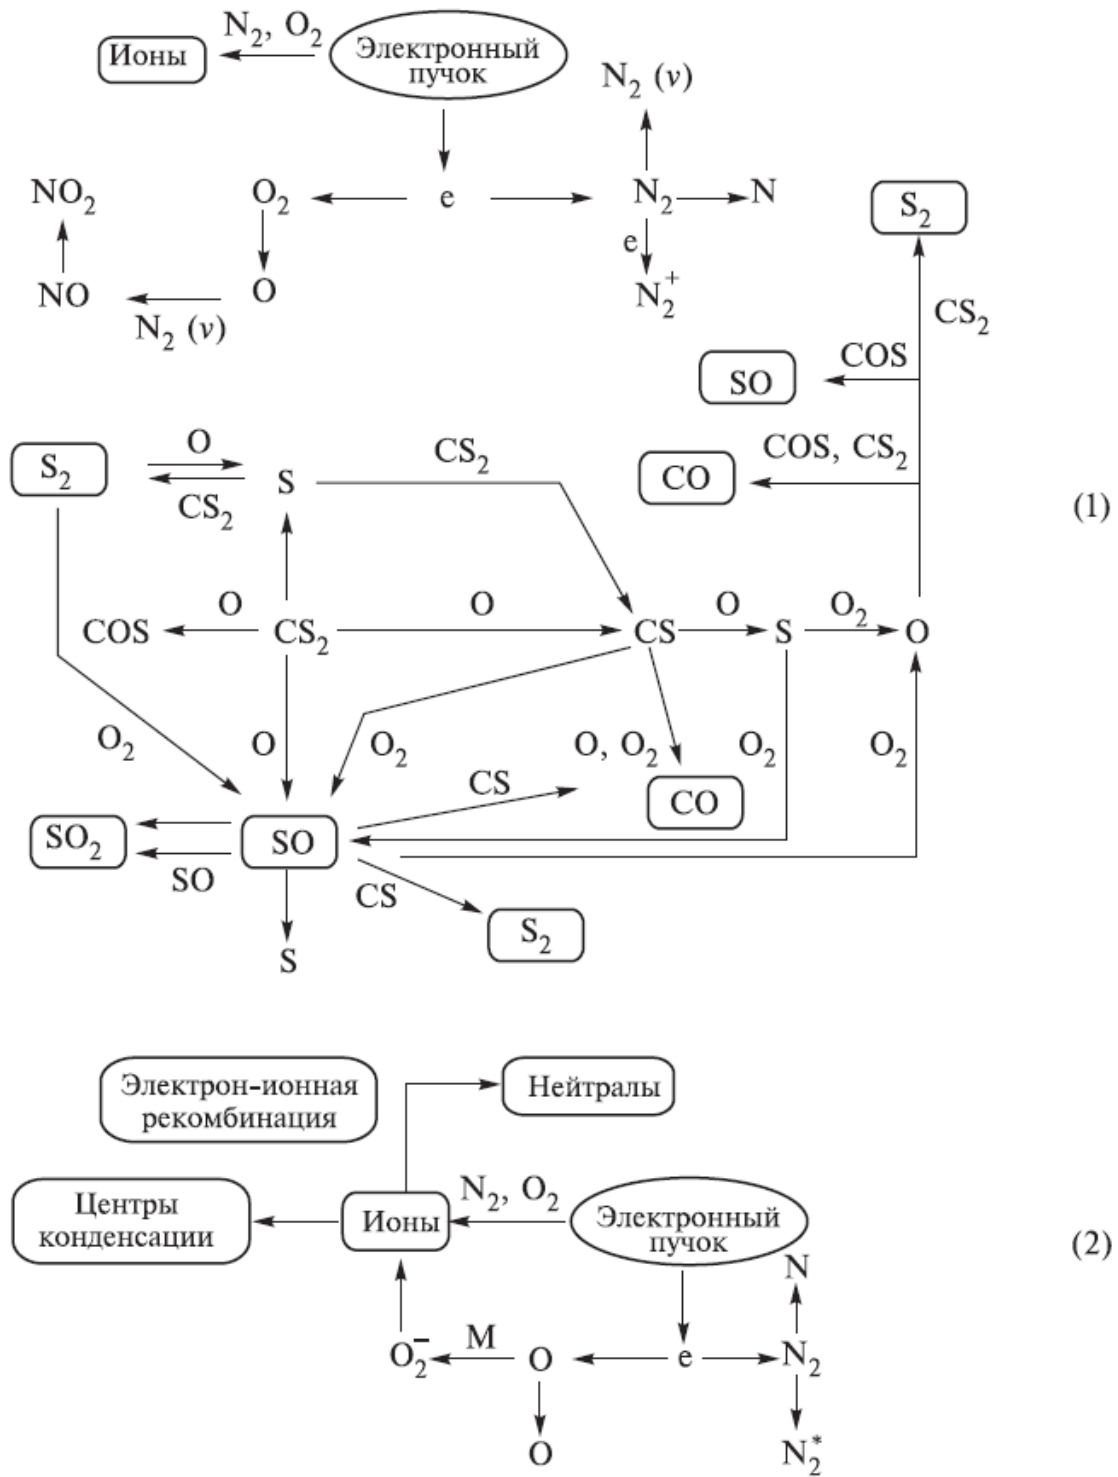 Ионы
N₂, O₂
Электронный
пучок
N₂ (v)
NO₂
O₂
e
N₂
N
S₂
e
NO
O
N₂⁺
N₂ (v)
CS₂
SO
COS
S₂
O
CS₂
S
CS₂
COS, CS₂
CO
(1)
COS
O
CS₂
O
CS
O
S
O₂
O
O₂
O
O₂
O, O₂
O₂
O₂
CS
CO
SO₂
SO
SO
CS
S₂
S
Электрон-ионная
рекомбинация
Нейтралы
Центры
конденсации
Ионы
N₂, O₂
Электронный
пучок
(2)
N
O₂⁻
M
O
e
N₂
O
N₂*